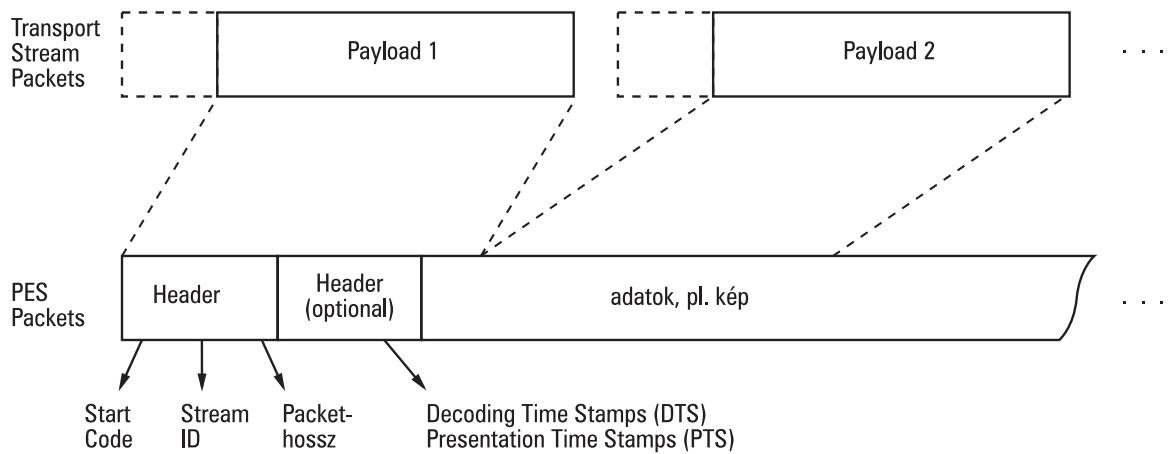 Transport
Stream
Packets
Payload 1
Payload 2
. . .
PES
Packets
Header
Header
(optional)
adatok, pl. kép
. . .
Start
Code
Stream
ID
Packet-
hossz
Decoding Time Stamps (DTS)
Presentation Time Stamps (PTS)